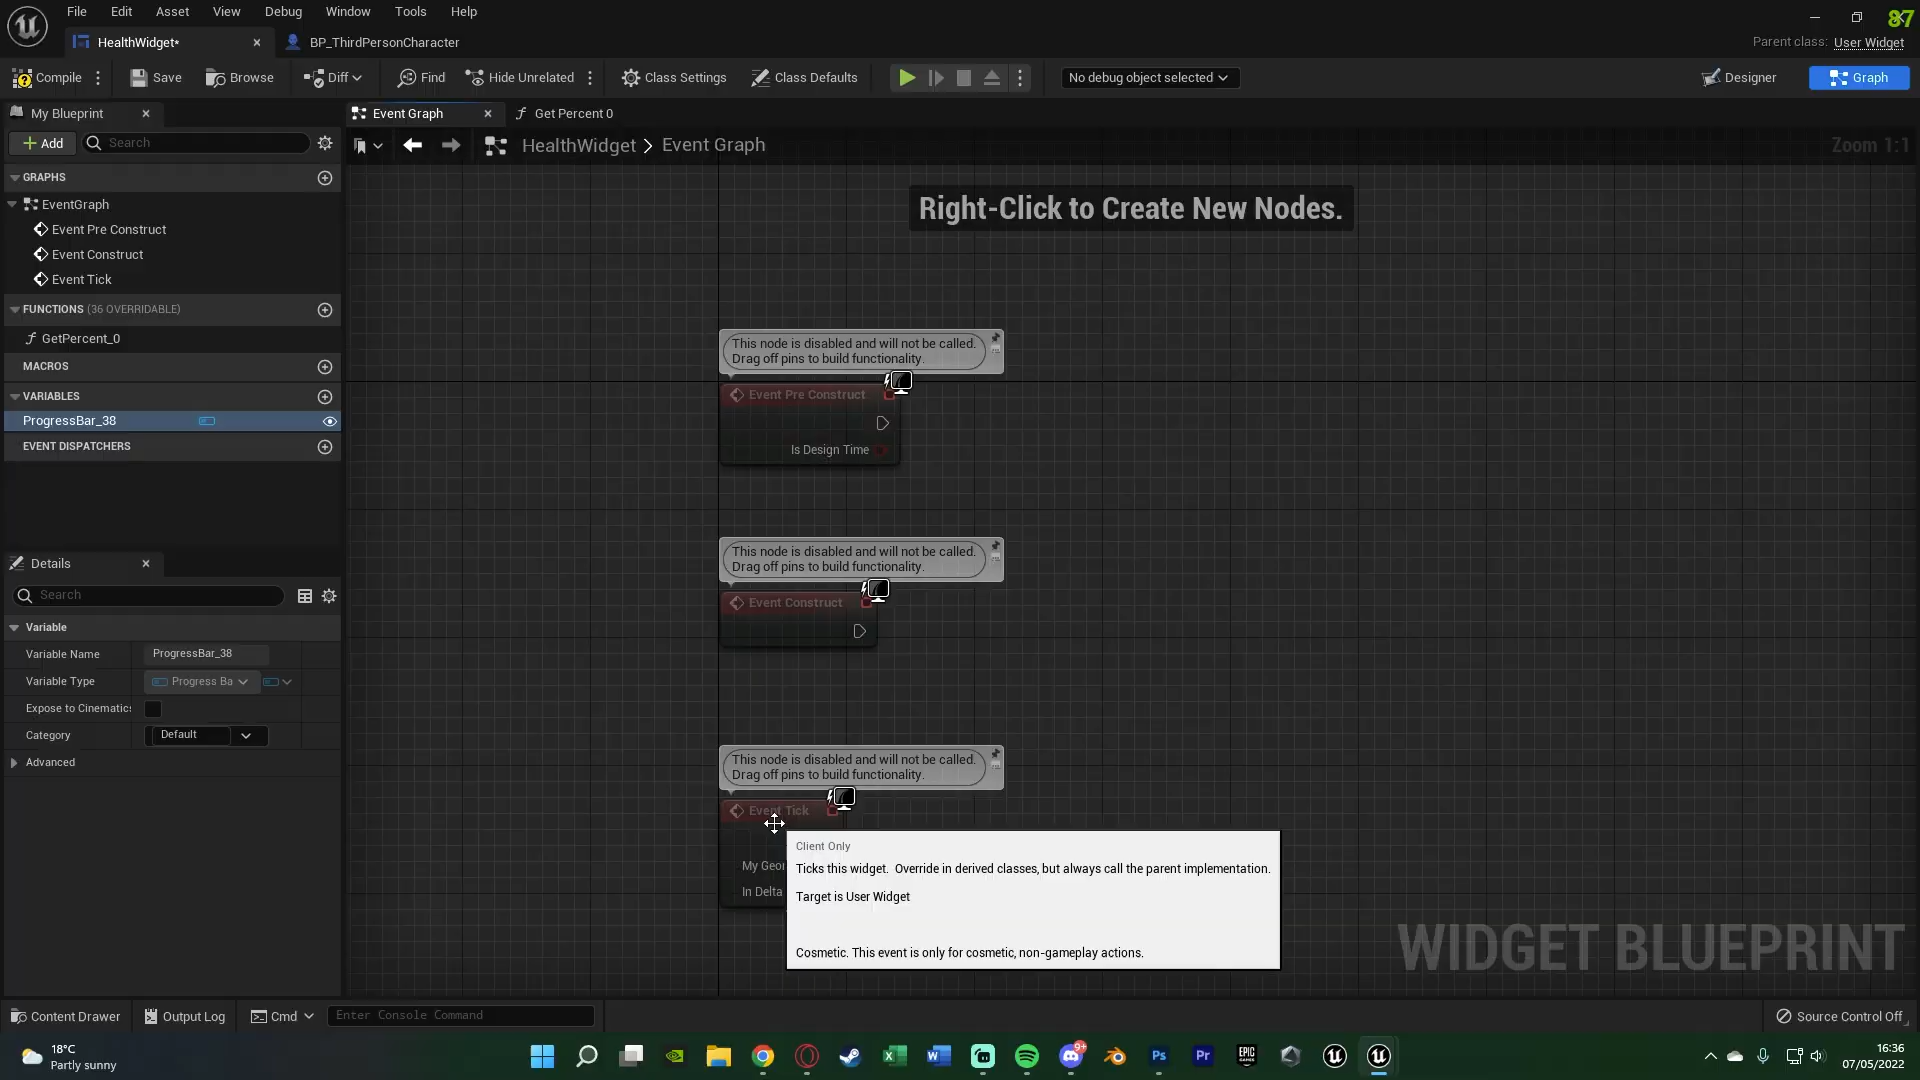 File Edit Asset View Debug Window Tools Help
87
HealthWidget*
BP_ThirdPersonCharacter
Parent class: User Widget
Compile
Save
Browse
Diff
Find
Hide Unrelated
Class Settings
Class Defaults
No debug object selected
Designer
Graph
My Blueprint
Event Graph
Get Percent 0
Add
Search
HealthWidget > Event Graph
Zoom 1:1
GRAPHS
EventGraph
Event Pre Construct
Event Construct
Event Tick
FUNCTIONS (36 OVERRIDABLE)
GetPercent_0
MACROS
VARIABLES
ProgressBar_38
EVENT DISPATCHERS
Right-Click to Create New Nodes.
This node is disabled and will not be called.
Drag off pins to build functionality.
Event Pre Construct
Is Design Time
This node is disabled and will not be called.
Drag off pins to build functionality.
Event Construct
This node is disabled and will not be called.
Drag off pins to build functionality.
Event Tick
My Geor
In Delta
Client Only
Ticks this widget. Override in derived classes, but always call the parent implementation.
Target is User Widget
Cosmetic. This event is only for cosmetic, non-gameplay actions.
WIDGET BLUEPRINT
Details
Search
Variable
Variable Name ProgressBar_38
Variable Type Progress Ba
Expose to Cinematics
Category Default
Advanced
Content Drawer
Output Log
Cmd
Enter Console Command
Source Control Off
18°C
Partly sunny
9+
16:36
07/05/2022